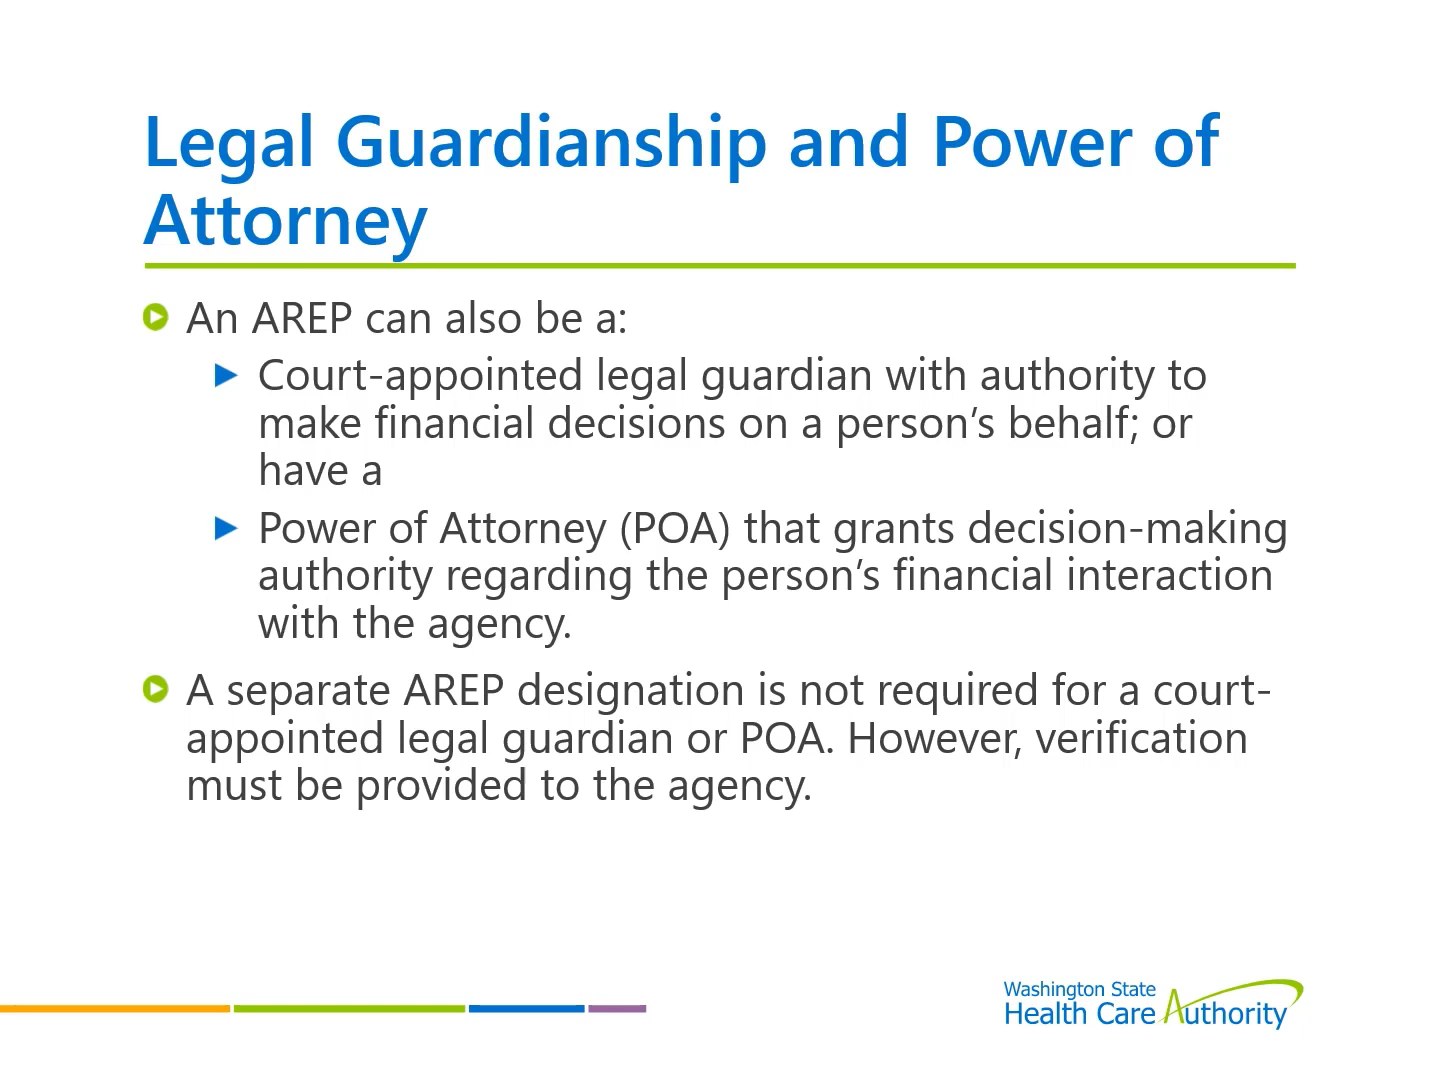 Legal Guardianship and Power of
Attorney
An AREP can also be a:
Court-appointed legal guardian with authority to
make financial decisions on a person’s behalf; or
have a
Power of Attorney (POA) that grants decision-making
authority regarding the person’s financial interaction
with the agency.
A separate AREP designation is not required for a court-
appointed legal guardian or POA. However, verification
must be provided to the agency.
Washington State
Health Care Authority